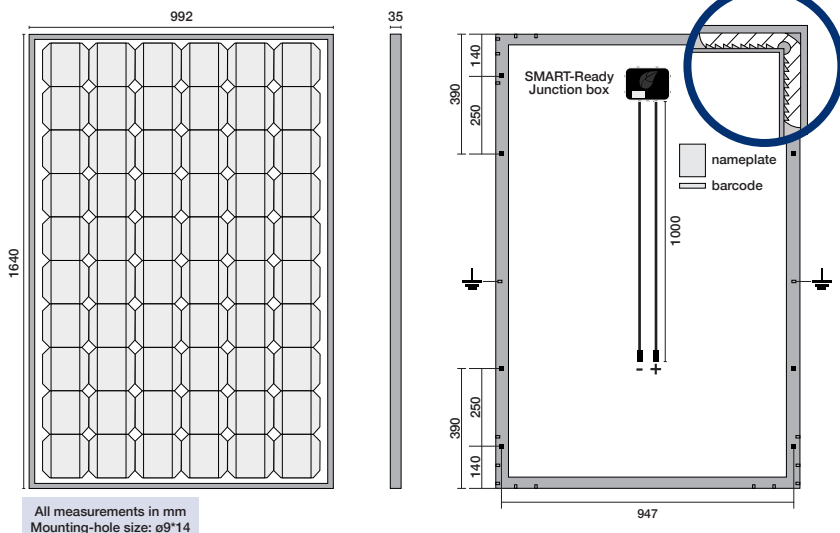 992
35
1640
All measurements in mm
Mounting-hole size: ø9*14
140
390
250
SMART-Ready
Junction box
nameplate
barcode
1000
- +
250
390
140
947